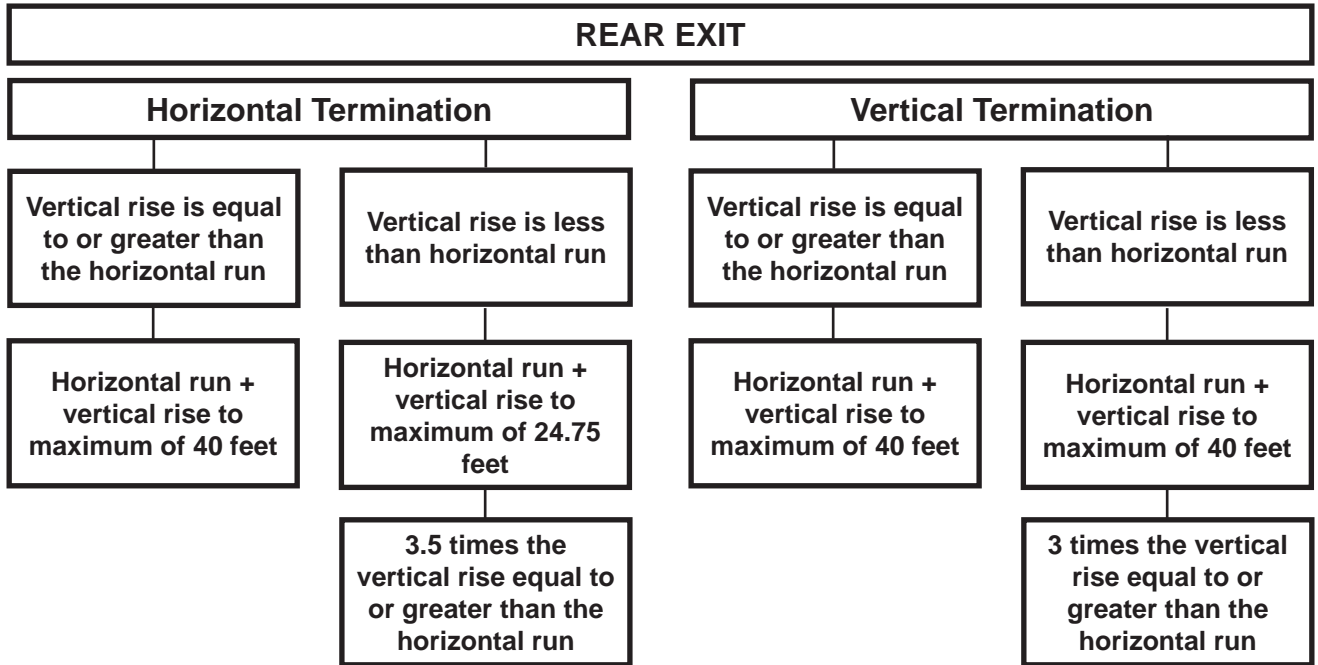 REAR EXIT
Horizontal Termination
Vertical rise is equal
to or greater than
the horizontal run
Horizontal run +
vertical rise to
maximum of 40 feet
Vertical rise is less
than horizontal run
Horizontal run +
vertical rise to
maximum of 24.75
feet
3.5 times the
vertical rise equal to
or greater than the
horizontal run
Vertical Termination
Vertical rise is equal
to or greater than
the horizontal run
Horizontal run +
vertical rise to
maximum of 40 feet
Vertical rise is less
than horizontal run
Horizontal run +
vertical rise to
maximum of 40 feet
3 times the vertical
rise equal to or
greater than the
horizontal run